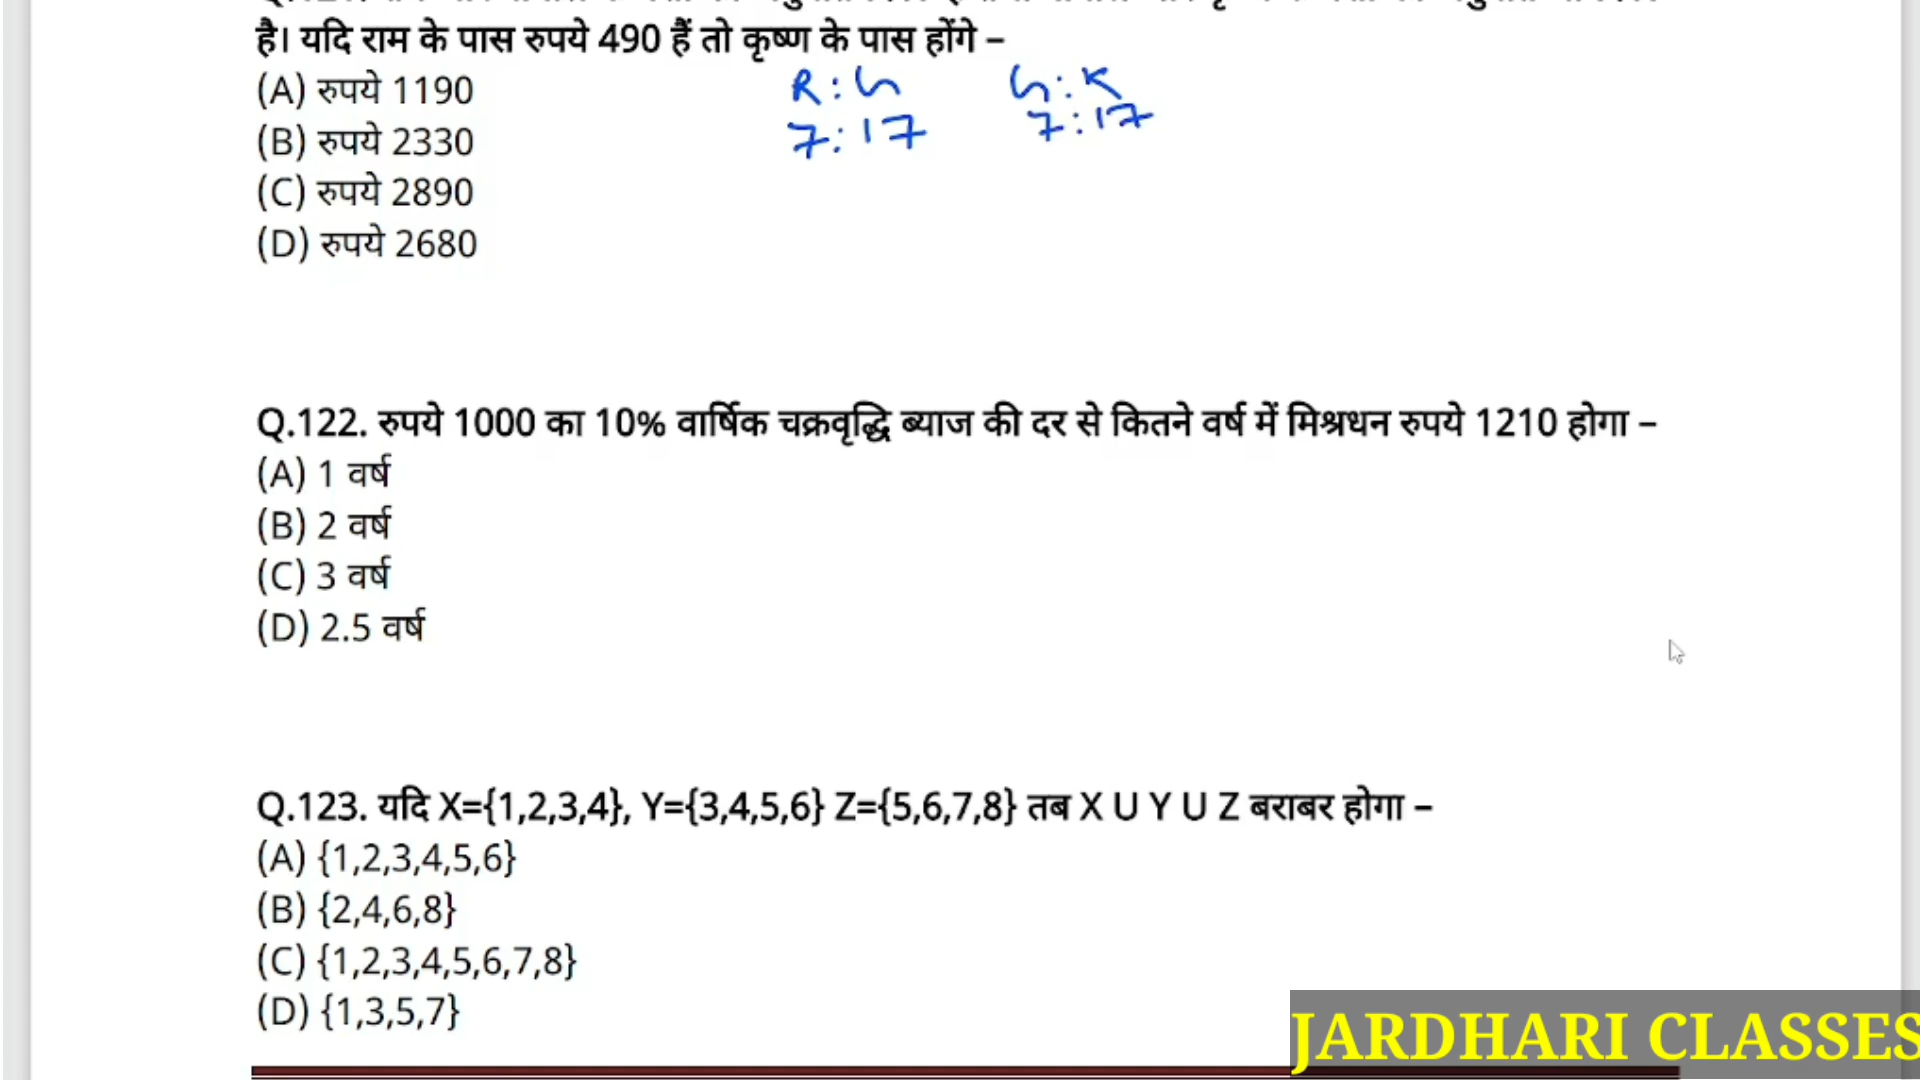 है। यदि राम के पास रुपये 490 हैं तो कृष्ण के पास होंगे –
(A) रुपये 1190
(B) रुपये 2330
(C) रुपये 2890
(D) रुपये 2680
R : G G : K
7 : 17 7 : 17
Q.122. रुपये 1000 का 10% वार्षिक चक्रवृद्धि ब्याज की दर से कितने वर्ष में मिश्रधन रुपये 1210 होगा –
(A) 1 वर्ष
(B) 2 वर्ष
(C) 3 वर्ष
(D) 2.5 वर्ष
Q.123. यदि X={1,2,3,4}, Y={3,4,5,6} Z={5,6,7,8} तब X U Y U Z बराबर होगा –
(A) {1,2,3,4,5,6}
(B) {2,4,6,8}
(C) {1,2,3,4,5,6,7,8}
(D) {1,3,5,7}
JARDHARI CLASSES